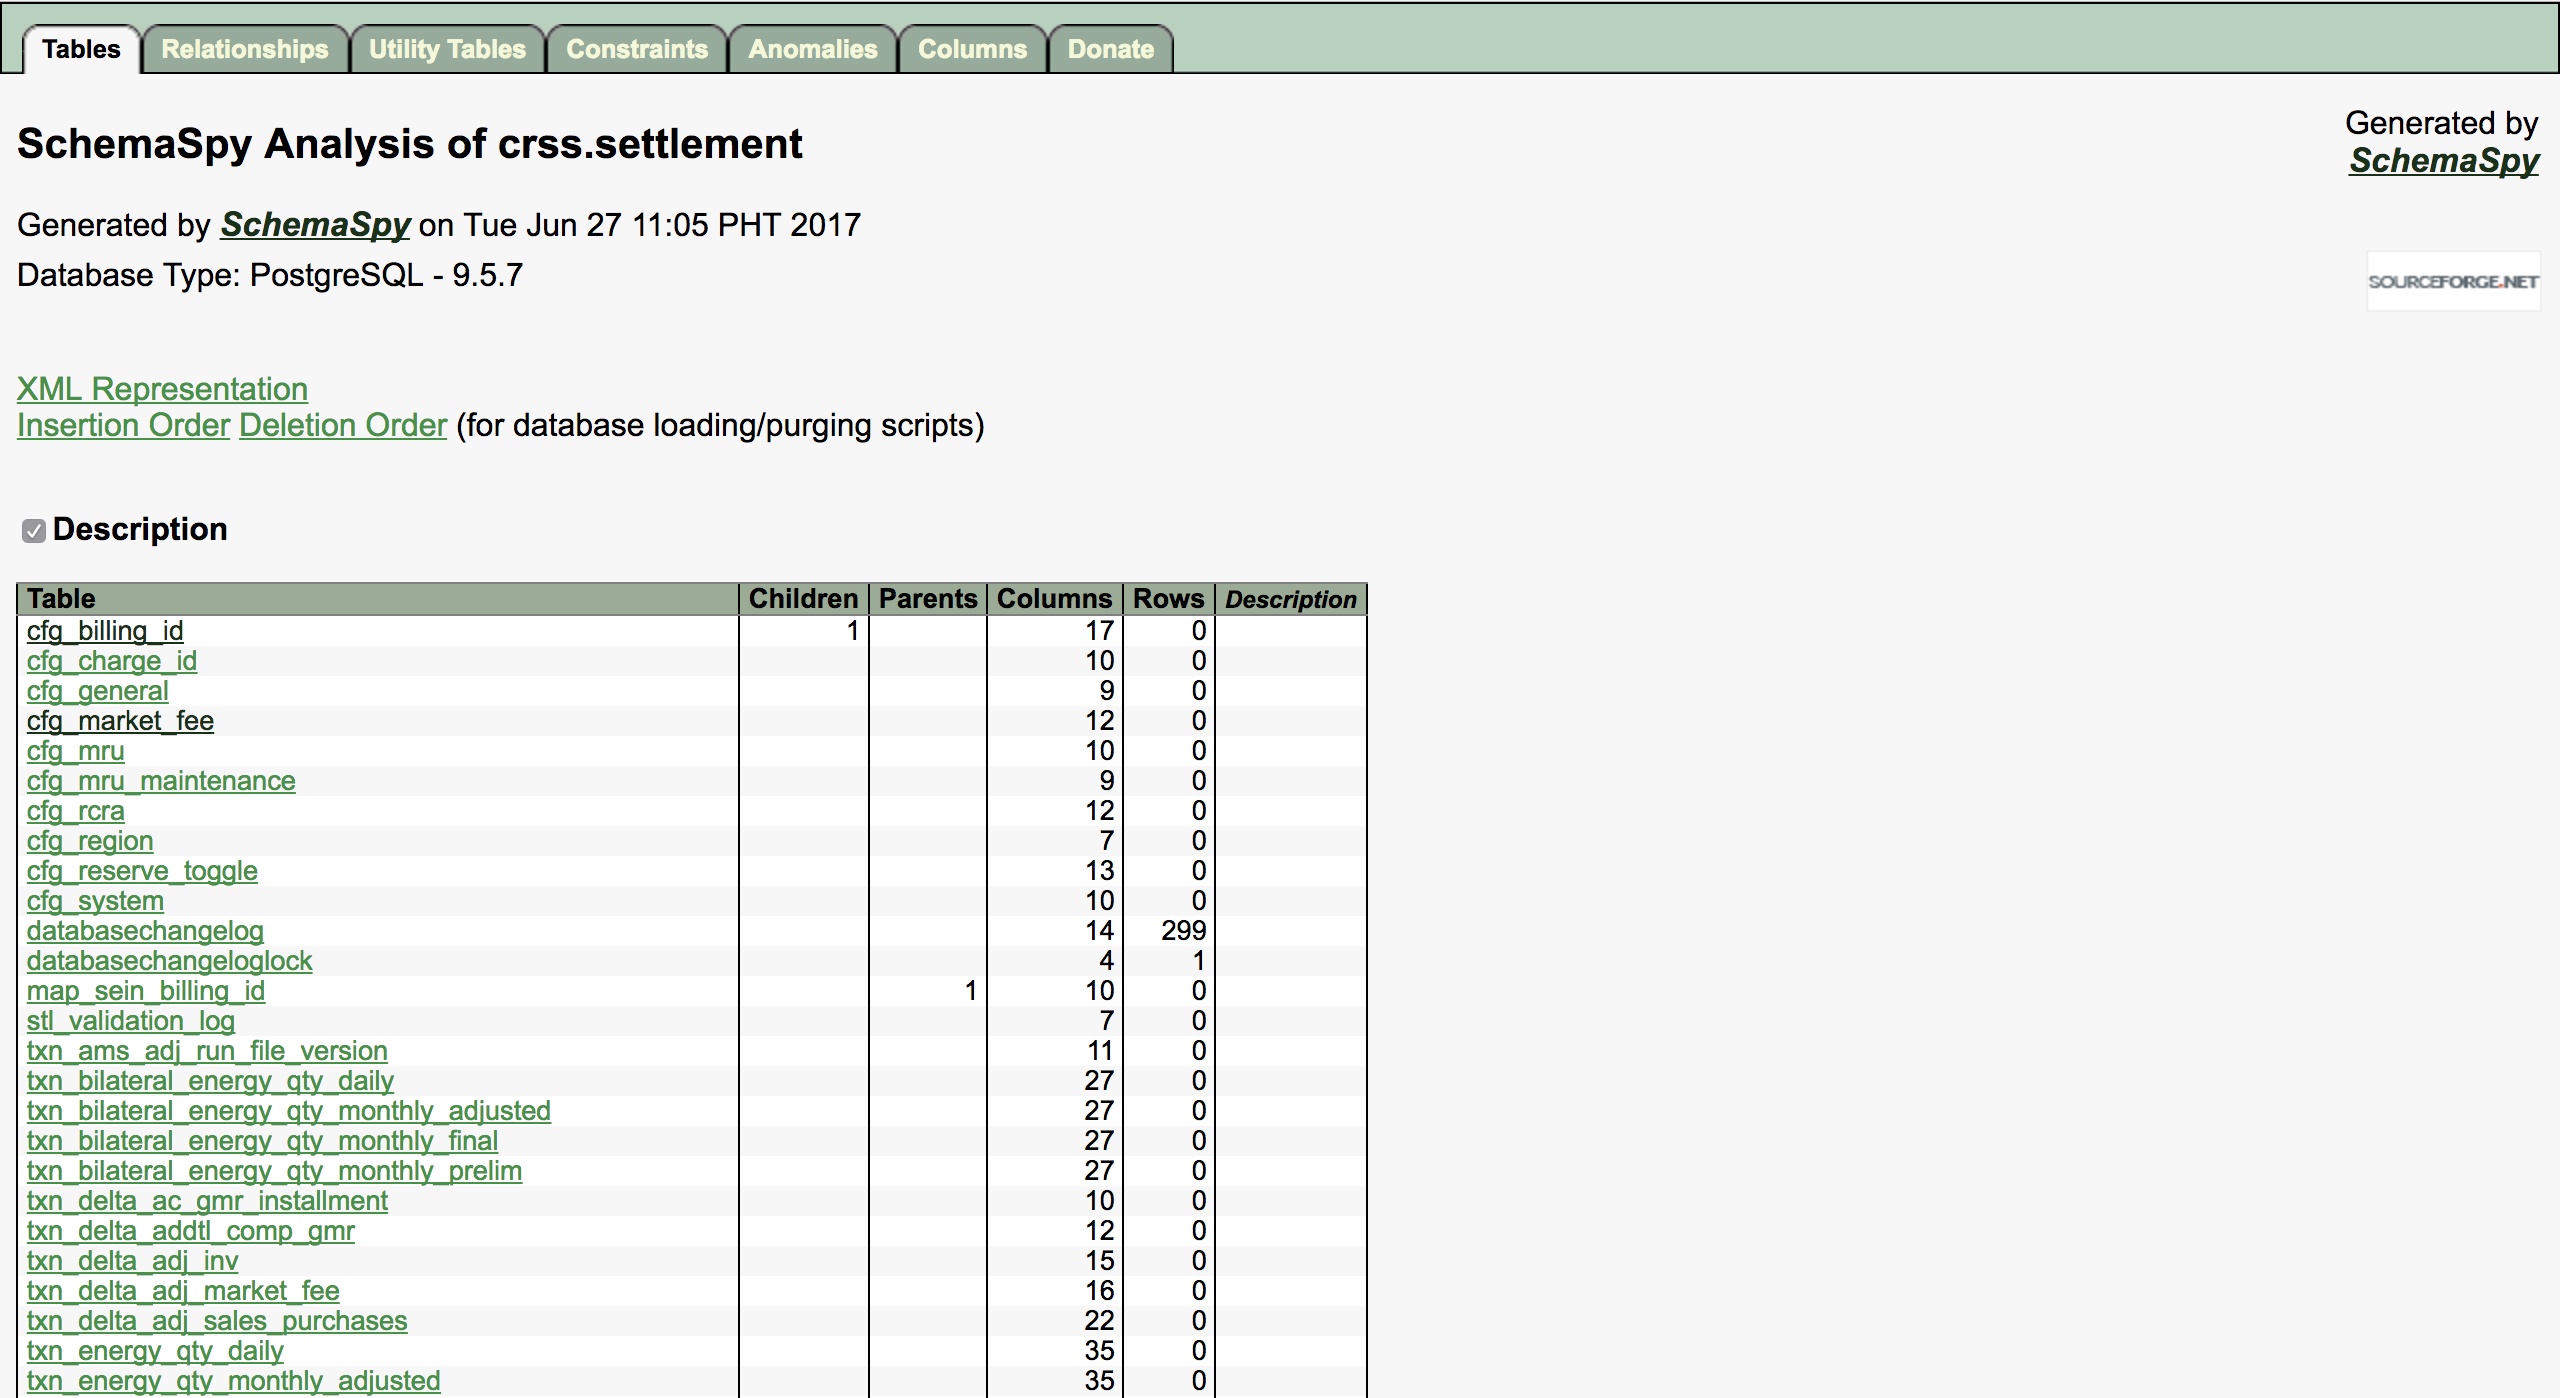 Tables Relationships Utility Tables Constraints Anomalies Columns Donate
SchemaSpy Analysis of crss.settlement
Generated by
SchemaSpy
Generated by SchemaSpy on Tue Jun 27 11:05 PHT 2017
Database Type: PostgreSQL - 9.5.7
SOURCEFORGE.NET
XML Representation
Insertion Order Deletion Order (for database loading/purging scripts)
Description
Table Children Parents Columns Rows Description
cfg_billing_id 1 17 0
cfg_charge_id 10 0
cfg_general 9 0
cfg_market_fee 12 0
cfg_mru 10 0
cfg_mru_maintenance 9 0
cfg_rcra 12 0
cfg_region 7 0
cfg_reserve_toggle 13 0
cfg_system 10 0
databasechangelog 14 299
databasechangeloglock 4 1
map_sein_billing_id 1 10 0
stl_validation_log 7 0
txn_ams_adj_run_file_version 11 0
txn_bilateral_energy_qty_daily 27 0
txn_bilateral_energy_qty_monthly_adjusted 27 0
txn_bilateral_energy_qty_monthly_final 27 0
txn_bilateral_energy_qty_monthly_prelim 27 0
txn_delta_ac_gmr_installment 10 0
txn_delta_addtl_comp_gmr 12 0
txn_delta_adj_inv 15 0
txn_delta_adj_market_fee 16 0
txn_delta_adj_sales_purchases 22 0
txn_energy_qty_daily 35 0
txn_energy_qty_monthly_adjusted 35 0